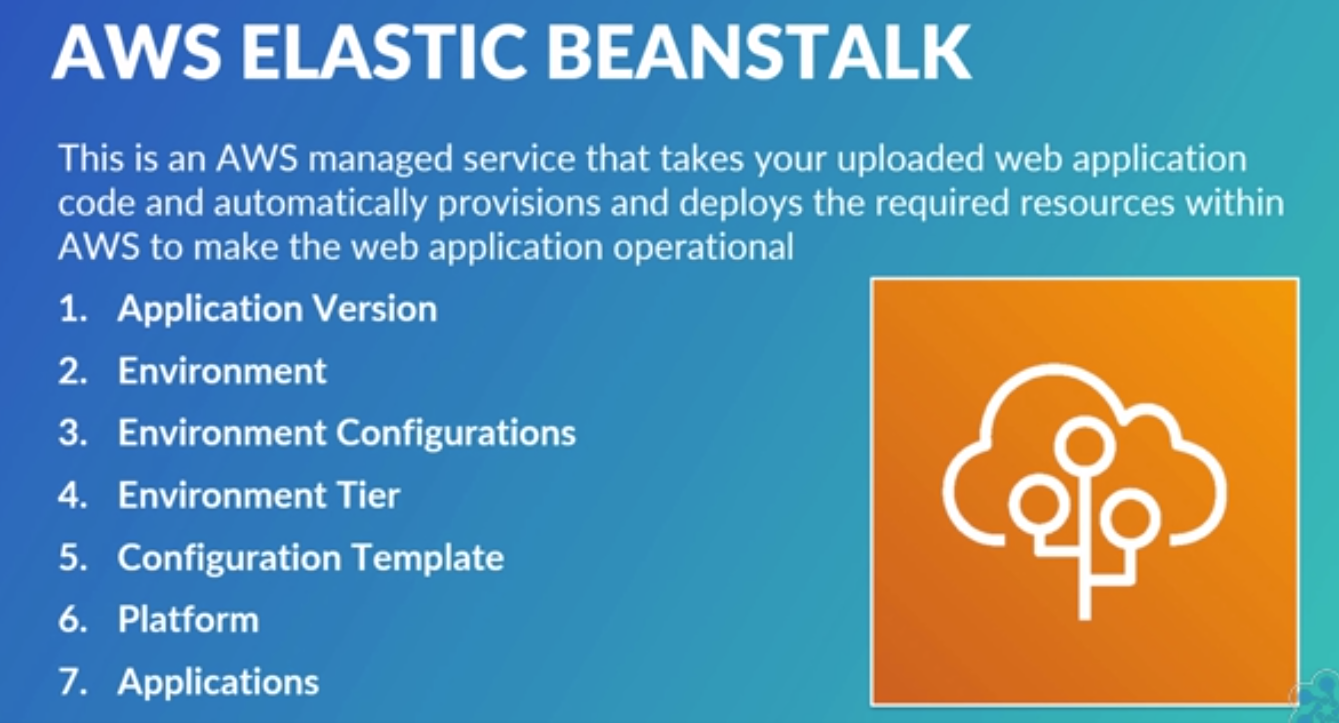 AWS ELASTIC BEANSTALK
This is an AWS managed service that takes your uploaded web application
code and automatically provisions and deploys the required resources within
AWS to make the web application operational
1. Application Version
2. Environment
3. Environment Configurations
4. Environment Tier
5. Configuration Template
6. Platform
7. Applications